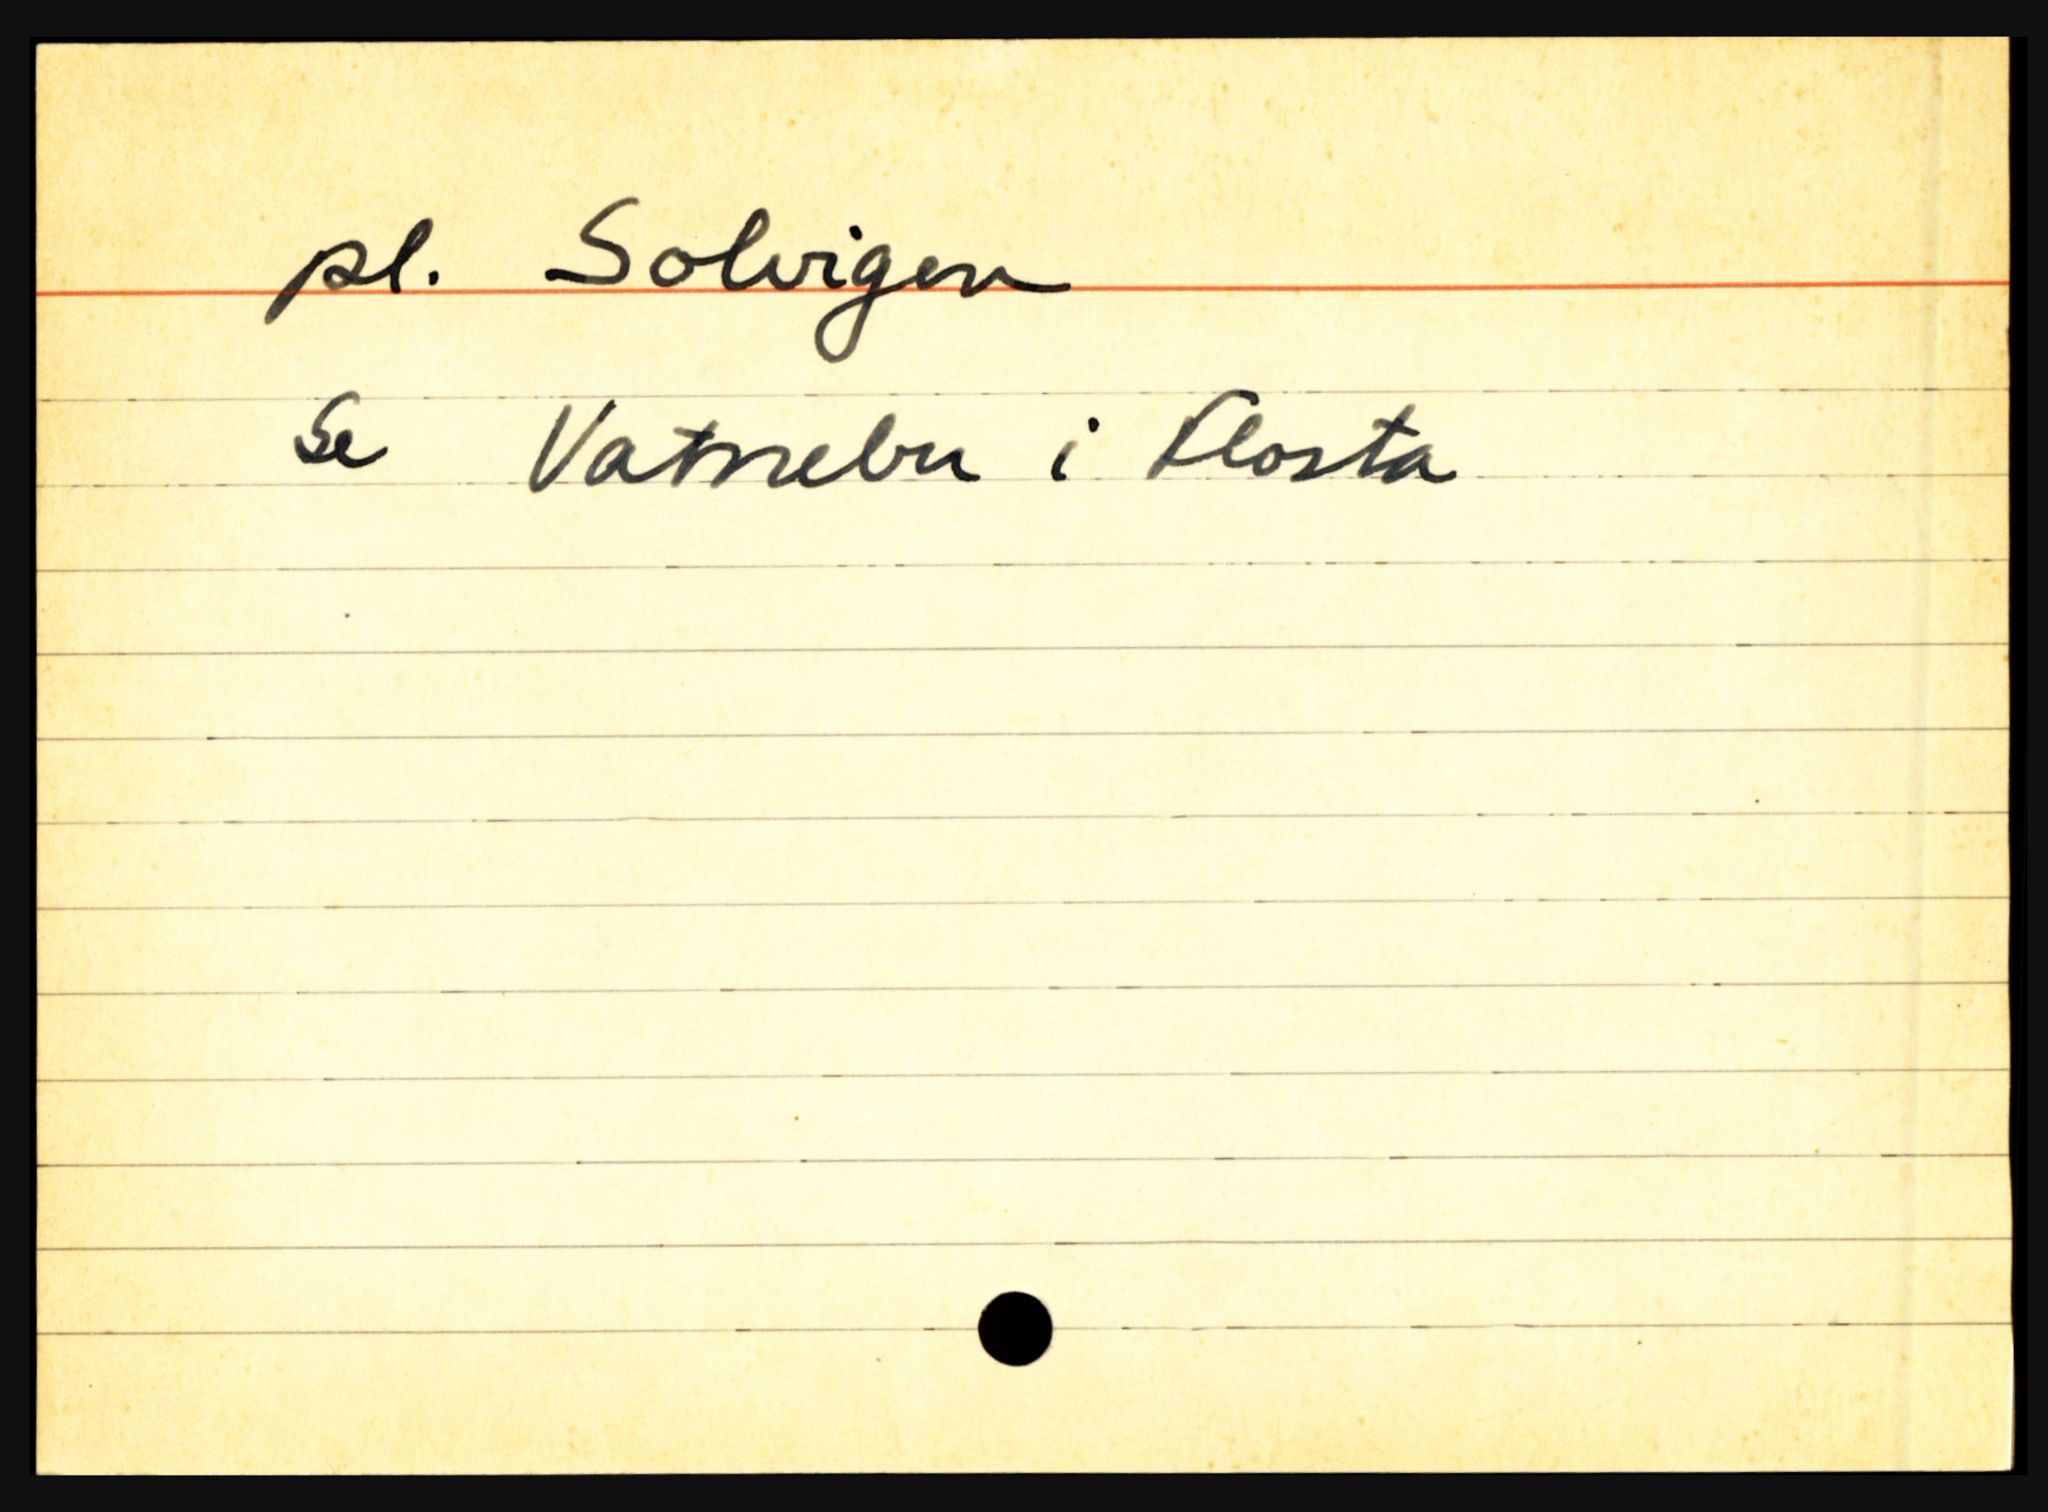 pl. Solvigen
Se Vatnebu i Flosta